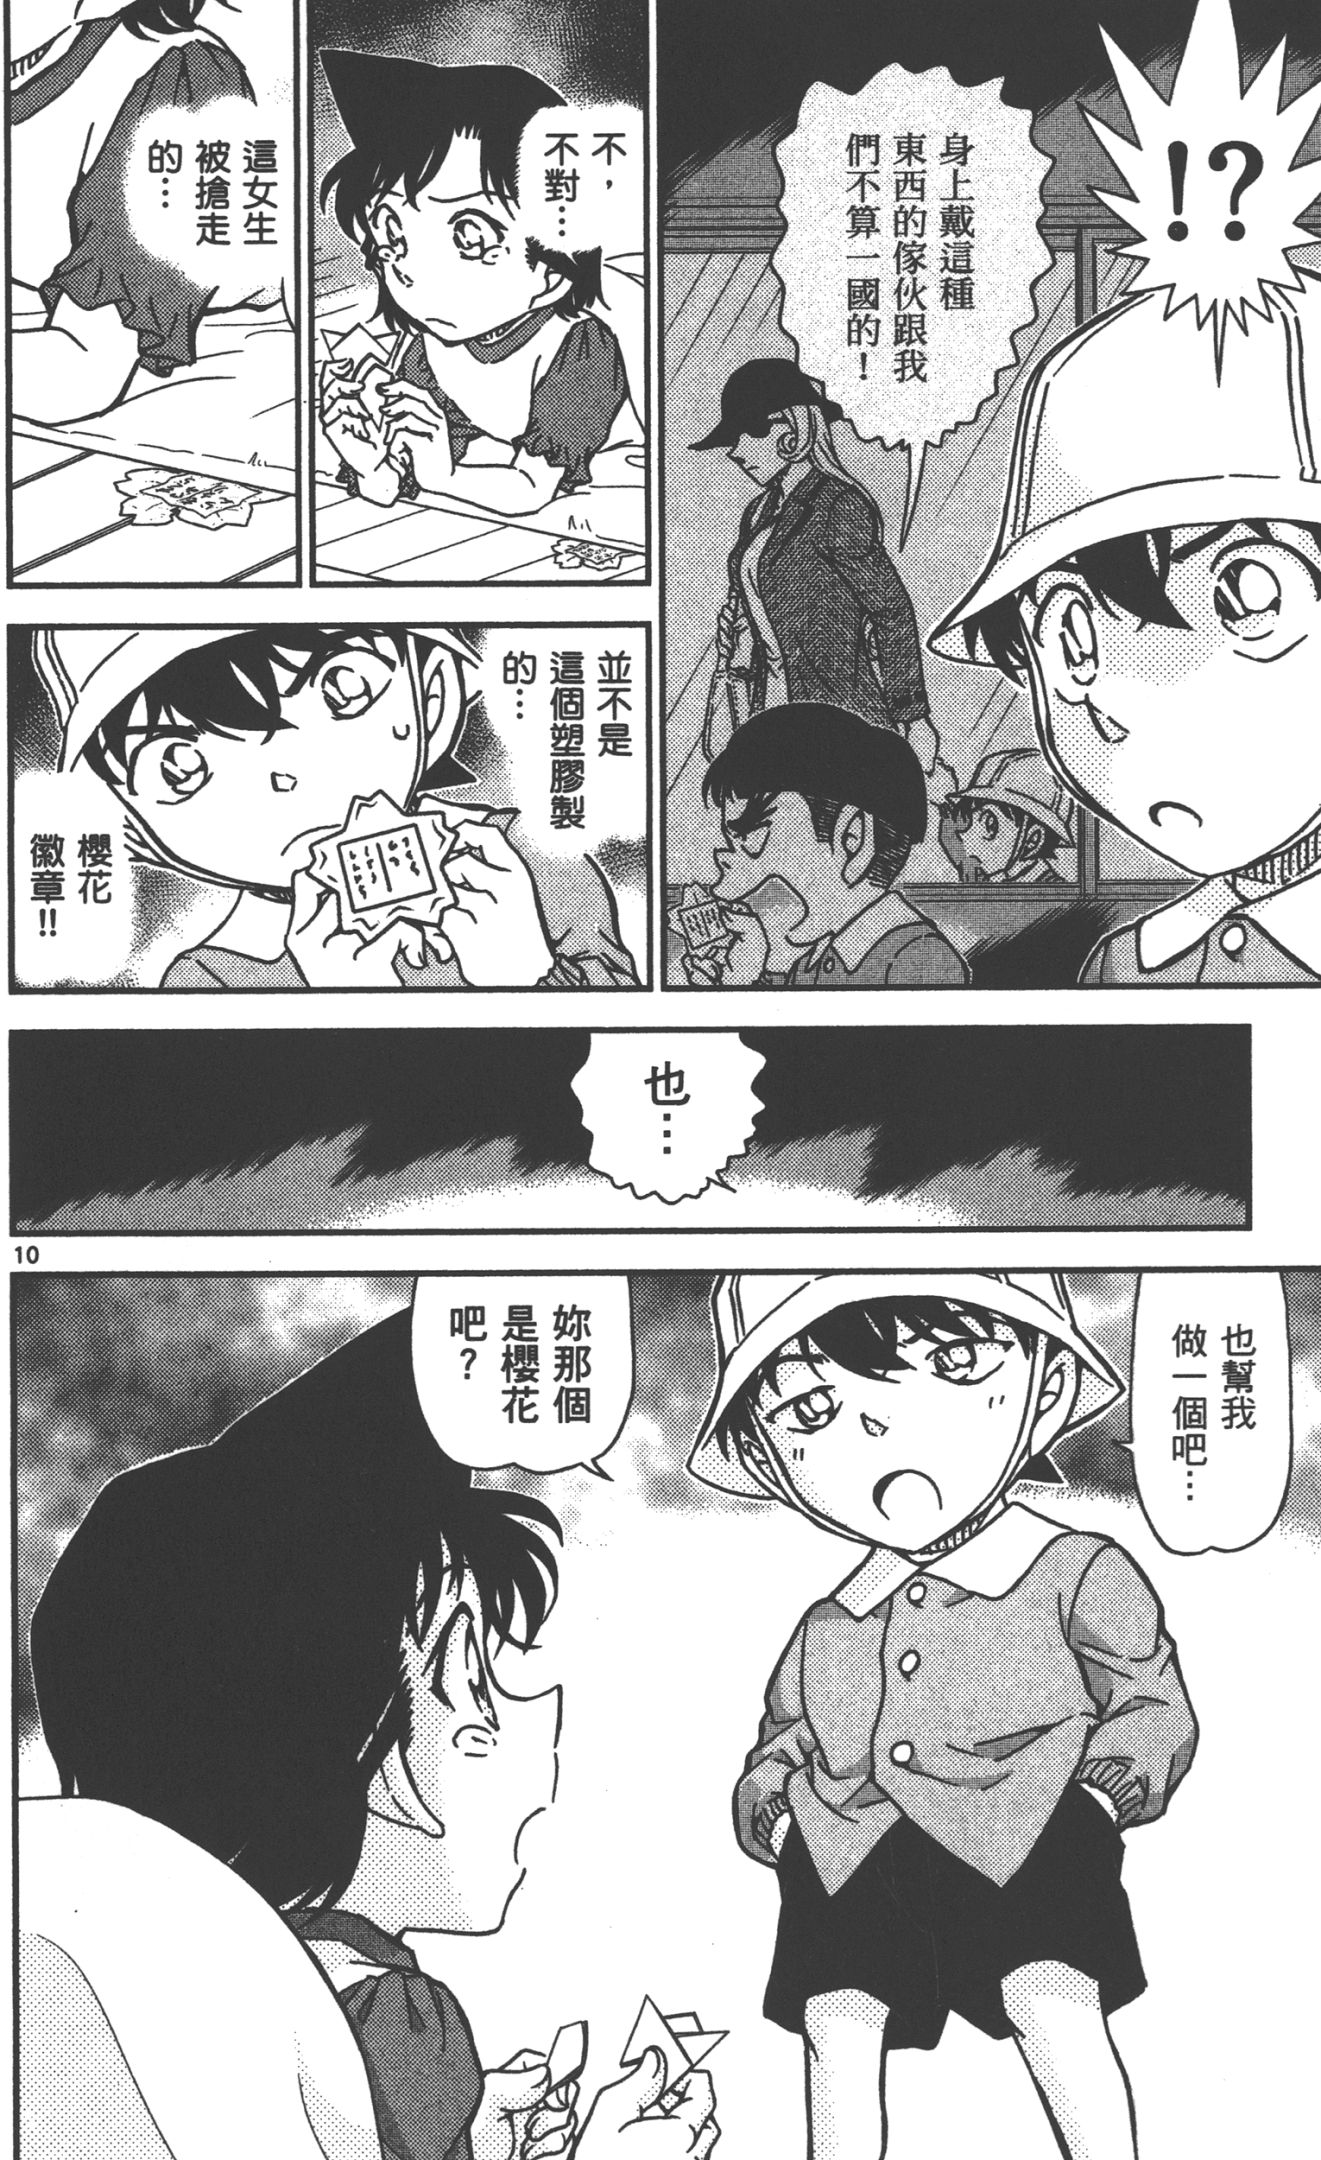 !?
身上戴這種
東西的傢伙跟我
們不算一國的！
不，
不對…
這女生
被搶走
的…
並不是
這個塑膠製
的…
櫻花
徽章!!
也…
10
也幫我
做一個吧…
妳那個
是櫻花
吧？